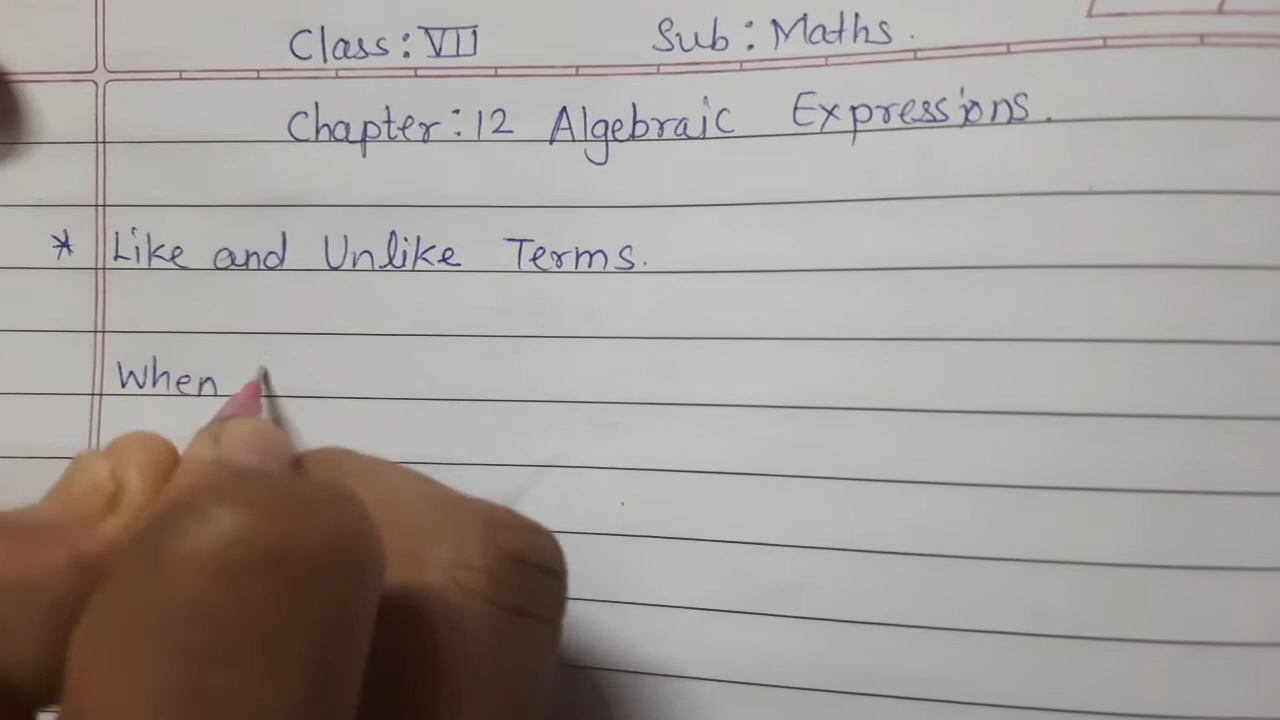 Class: VII Sub: Maths.
Chapter: 12 Algebraic Expressions.
* Like and Unlike Terms.
When